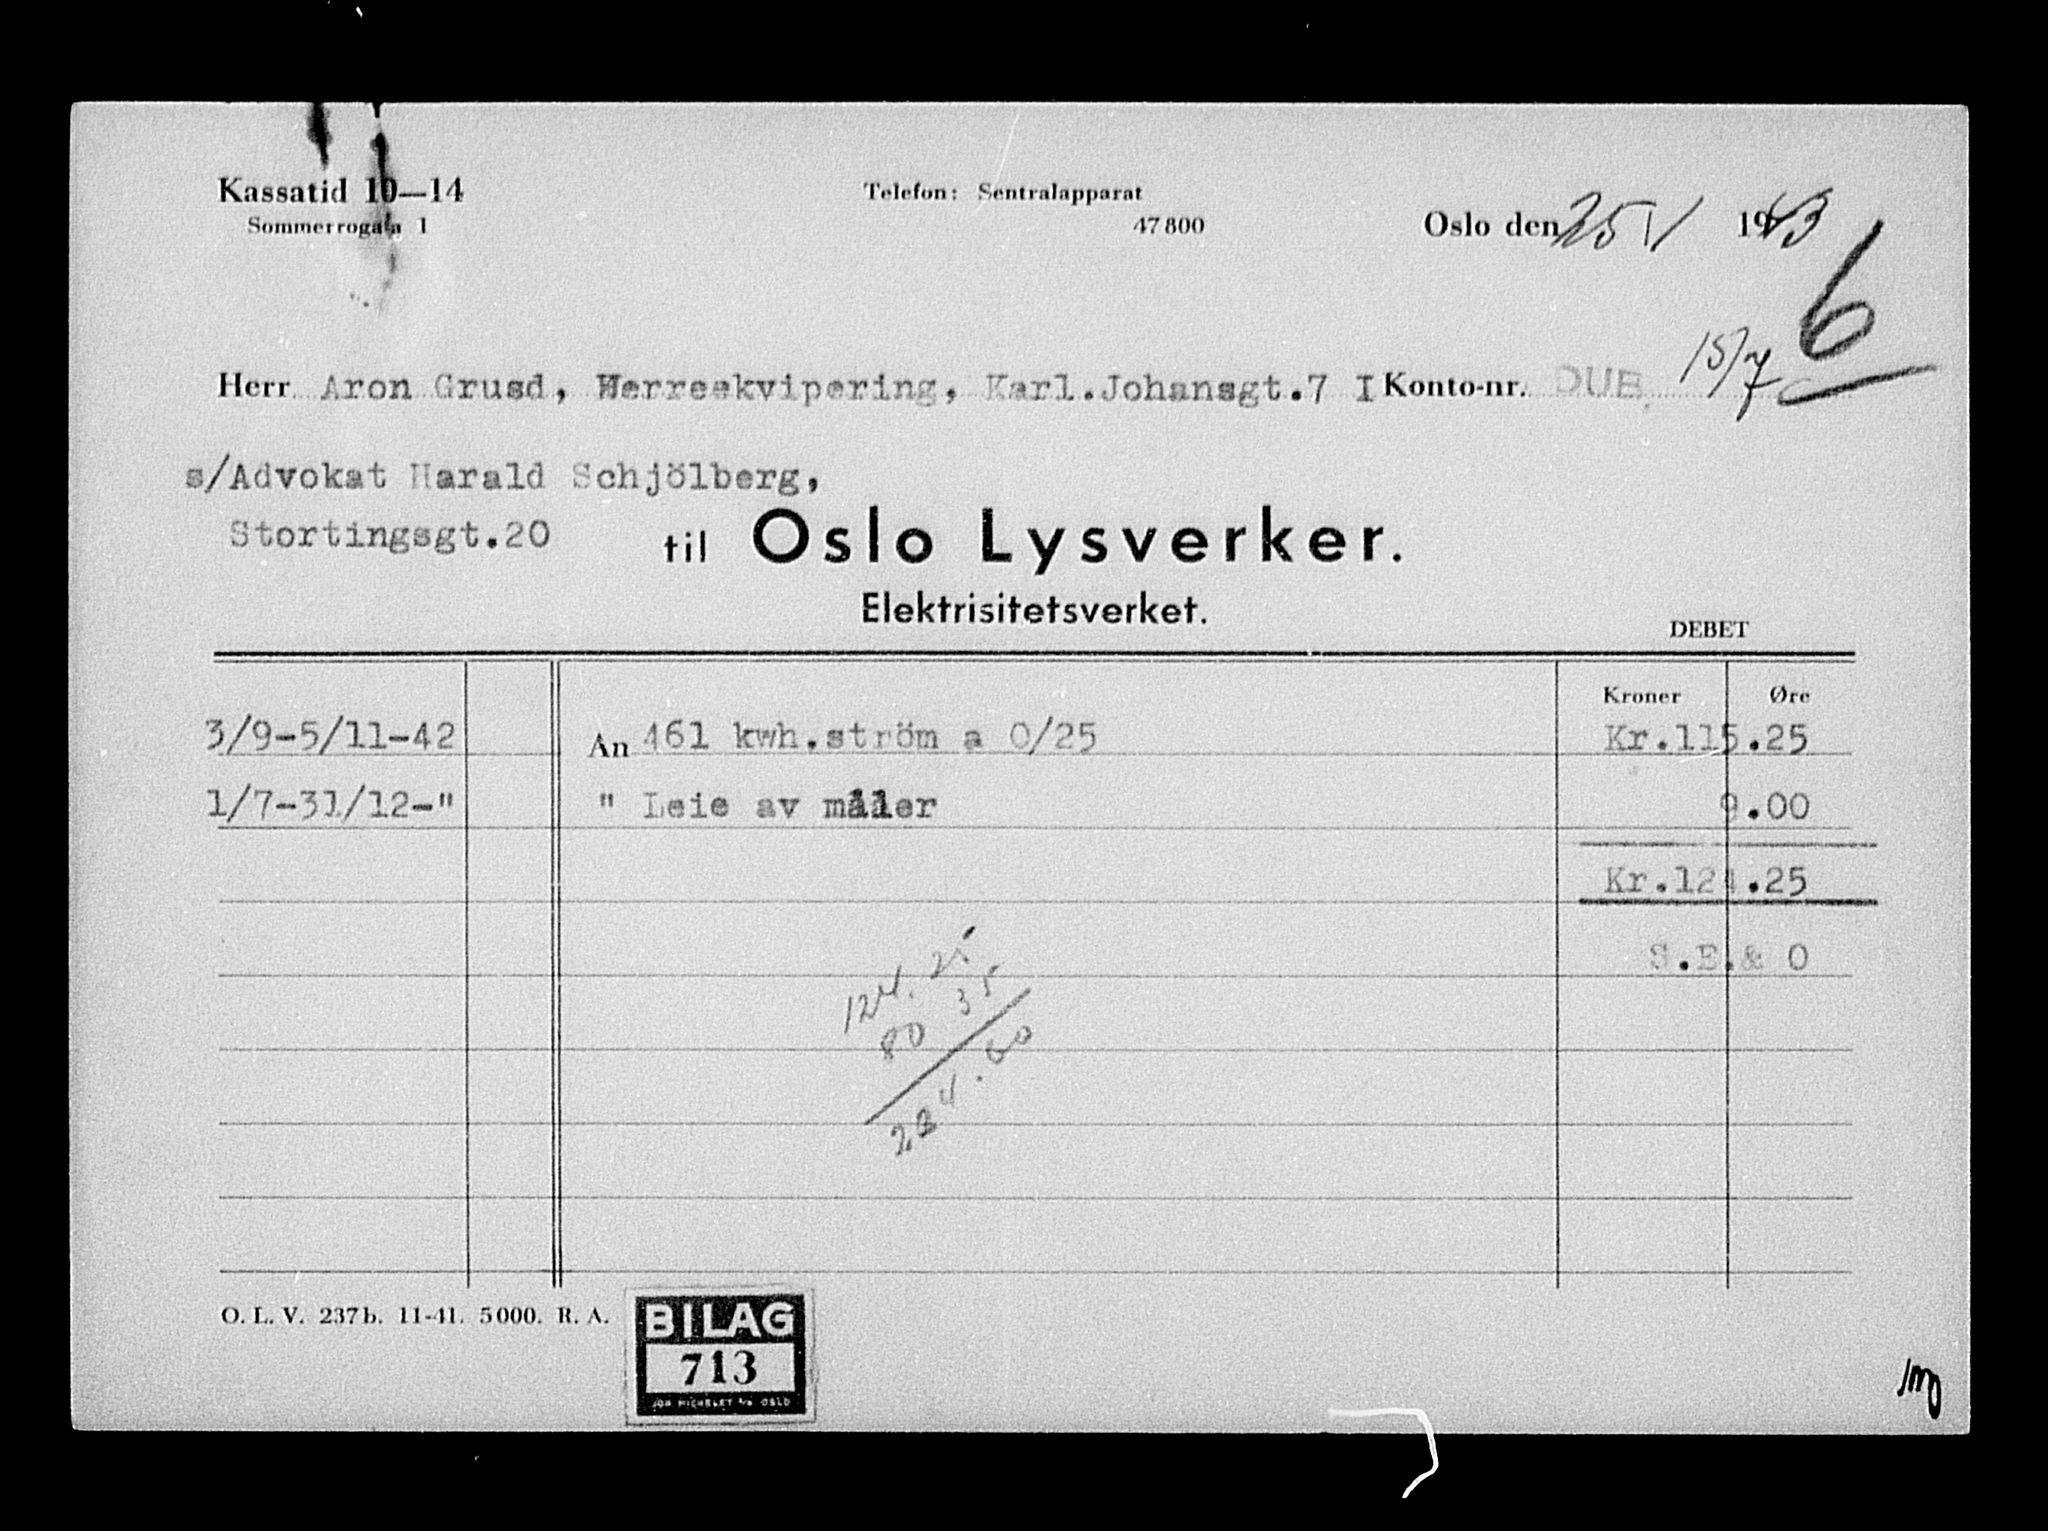 Kassatid 10—14
Sommerrogata 1
Telefon: Sentralapparat
47800
Oslo den 25 V 1943
6
Herr Aron Grusd, Herreekvipering, Karl.Johansgt.7 I Konto-nr. DUB. 15/7
s/Advokat Harald Schjölberg,
Stortingsgt.20
til Oslo Lysverker.
Elektrisitetsverket.
DEBET
Kroner Øre
3/9-5/11-42 An 461 kwh.ström a 0/25 Kr.115.25
1/7-31/12-" " Leie av måler 9.00
Kr.124.25
S.E.& O
124.25
80 35
204.60
O. L. V. 237b. 11-41. 5000. R. A.
BILAG
713
JOH. MICHELET A/S OSLO